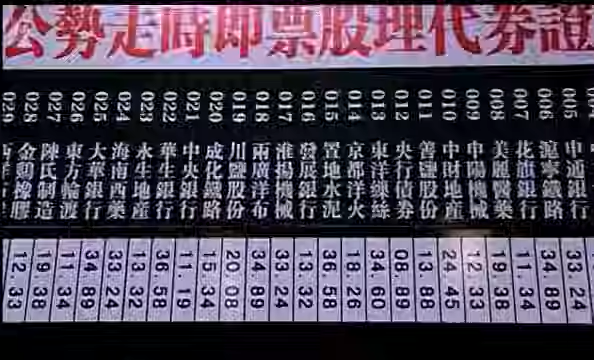 證券代理股票即時走勢公
005 申通銀行 33.24
006 滬寧鐵路 34.89
007 花旗銀行 11.34
008 美麗醫藥 19.38
009 中陽機械 12.33
010 中財地產 24.45
011 善鹽股份 13.88
012 央行債券 08.89
013 東洋練絲 34.60
014 京都洋火 18.26
015 置地水泥 36.58
016 發展銀行 13.32
017 淮揚機械 33.24
018 兩廣洋布 34.89
019 川鹽股份 20.08
020 成化鐵路 15.34
021 中央銀行 11.19
022 華生銀行 36.58
023 永生地產 13.32
024 海南西藥 33.24
025 大華銀行 34.89
026 東方輪渡 11.34
027 陳氏制造 19.38
028 金鷄橡膠 12.33
029